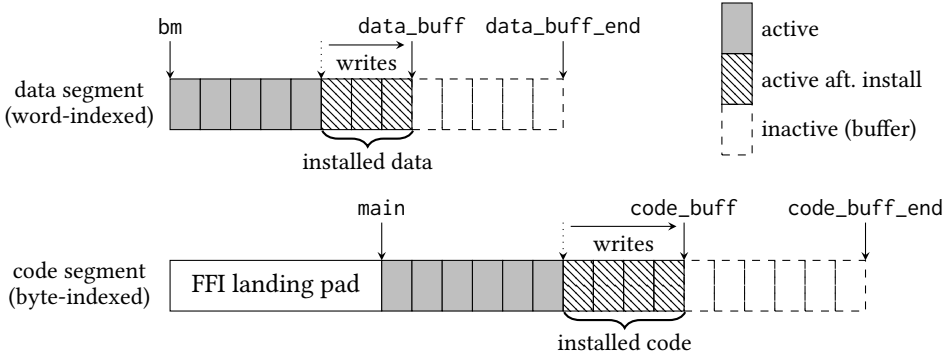 bm
data_buff
data_buff_end
writes
data segment
(word-indexed)
installed data
active
active aft. install
inactive (buffer)
main
code_buff
code_buff_end
writes
code segment
(byte-indexed)
FFI landing pad
installed code